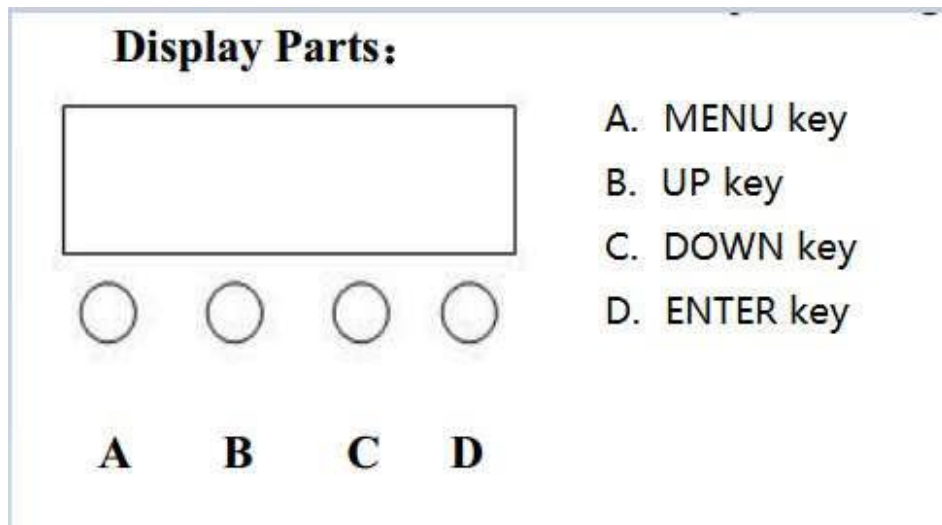 Display Parts：
A. MENU key
B. UP key
C. DOWN key
D. ENTER key
A B C D